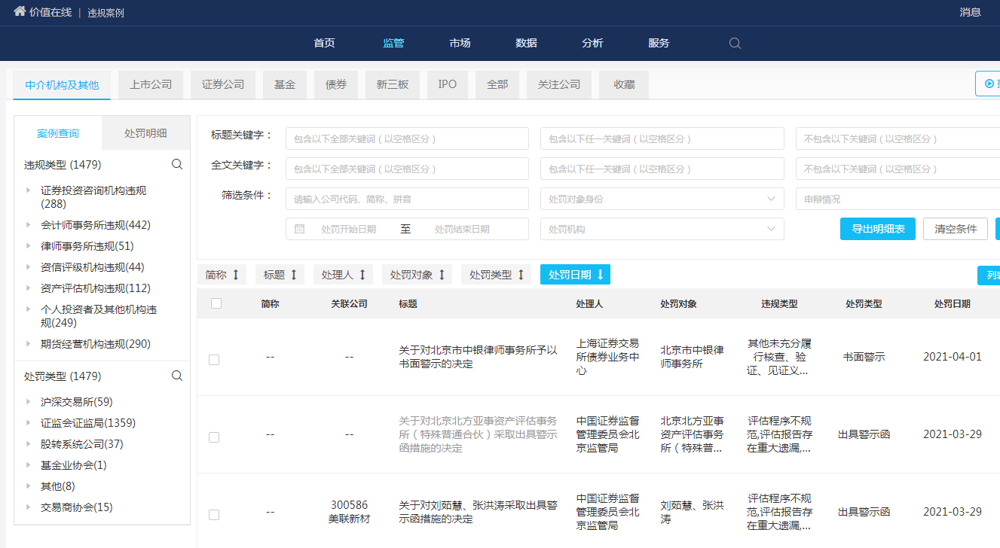 价值在线 | 违规案例
消息
首页 监管 市场 数据 分析 服务
中介机构及其他 上市公司 证券公司 基金 债券 新三板 IPO 全部 关注公司 收藏
案例查询 处罚明细
违规类型 (1479)
证券投资咨询机构违规
(288)
会计师事务所违规(442)
律师事务所违规(51)
资信评级机构违规(44)
资产评估机构违规(112)
个人投资者及其他机构违
规(249)
期货经营机构违规(290)
处罚类型 (1479)
沪深交易所(59)
证监会证监局(1359)
股转系统公司(37)
基金业协会(1)
其他(8)
交易商协会(15)
标题关键字： 包含以下全部关键词（以空格区分） 包含以下任一关键词（以空格区分） 不包含以下关键词（以空格区分）
全文关键字： 包含以下全部关键词（以空格区分） 包含以下任一关键词（以空格区分） 不包含以下关键词（以空格区分）
筛选条件： 请输入公司代码、简称、拼音 处罚对象身份 申辩情况
处罚开始日期 至 处罚结束日期 处罚机构 导出明细表 清空条件
简称 标题 处理人 处罚对象 处罚类型 处罚日期
简称 关联公司 标题 处理人 处罚对象 违规类型 处罚类型 处罚日期
--
--
关于对北京市中银律师事务所予以
书面警示的决定
上海证券交易
所债券业务中
心
北京市中银律
师事务所
其他未充分履
行核查、验
证、见证义...
书面警示
2021-04-01
--
--
关于对北京北方亚事资产评估事务
所（特殊普通合伙）采取出具警示
函措施的决定
中国证券监督
管理委员会北
京监管局
北京北方亚事
资产评估事务
所（特殊普...
评估程序不规
范,评估报告存
在重大遗漏,...
出具警示函
2021-03-29
--
300586
美联新材
关于对刘茹慧、张洪涛采取出具警
示函措施的决定
中国证券监督
管理委员会北
京监管局
刘茹慧、张洪
涛
评估程序不规
范,评估报告存
在重大遗漏,...
出具警示函
2021-03-29